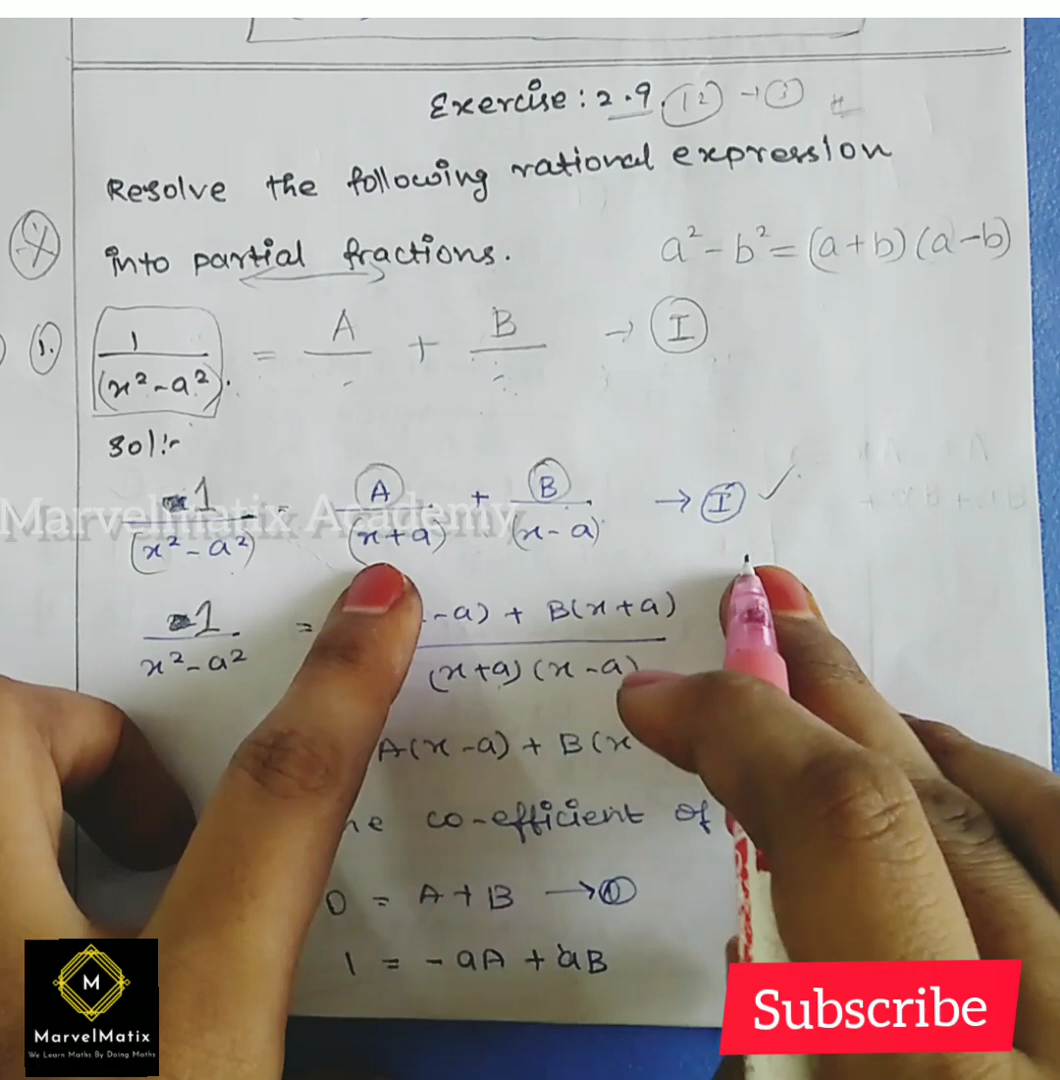 Exercise: 2.9. (12) → (3)
Resolve the following rational expression
into partial fractions.
a² - b² = (a+b)(a-b)
1. 1/(x² - a²) = A/ + B/ → (I)
Sol:-
1/(x² - a²) = A/(x+a) + B/(x-a) → (I) ✓
Marvelmatix Academy
1/(x² - a²) = -a) + B(x+a)/(x+a)(x-a)
A(x-a) + B(x
co-efficient of
0 = A+B → (1)
1 = -aA + aB
M
MarvelMatix
We Learn Maths By Doing Maths
Subscribe